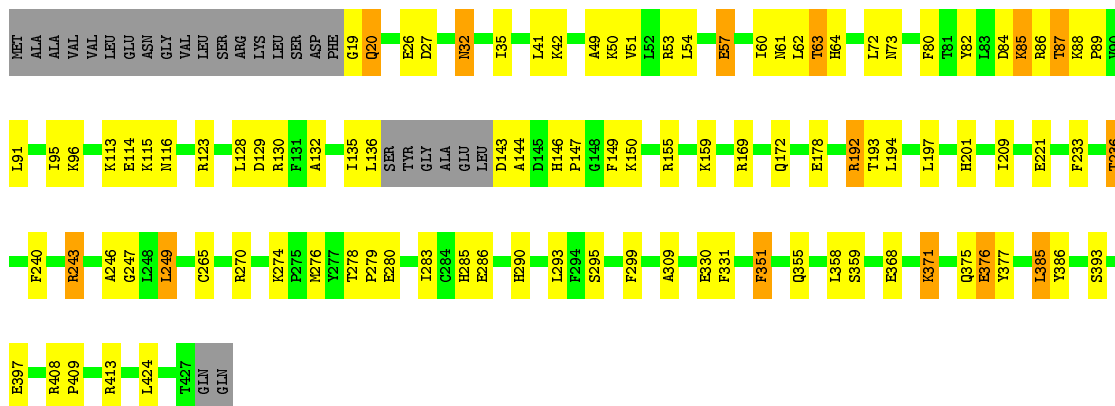 MET ALA ALA VAL VAL LEU GLU ASN GLY VAL LEU SER ARG LYS LEU SER ASP PHE G19 Q20 E26 D27 N32 I35 L41 K42 A49 K50 V51 L52 R53 L54 E57 I60 N61 L62 T63 H64 L72 N73 F80 T81 Y82 L83 D84 K85 R86 T87 K88 P89 V90
L91 I95 K96 K113 E114 K115 N116 R123 L128 D129 R130 F131 A132 I135 L136 SER TYR GLY ALA GLU LEU D143 A144 D145 H146 P147 G148 F149 K150 R155 K159 R169 Q172 E178 R192 T193 L194 L197 H201 I209 E221 F233 T236
F240 R243 A246 G247 L248 L249 C265 R270 K274 P275 M276 Y277 T278 P279 E280 I283 C284 H285 E286 H290 L293 F294 S295 F299 A309 E330 F331 F351 Q355 L358 S359 E368 K371 Q375 E376 Y377 L385 Y386 S393
E397 R408 P409 R413 L424 T427 GLN GLN